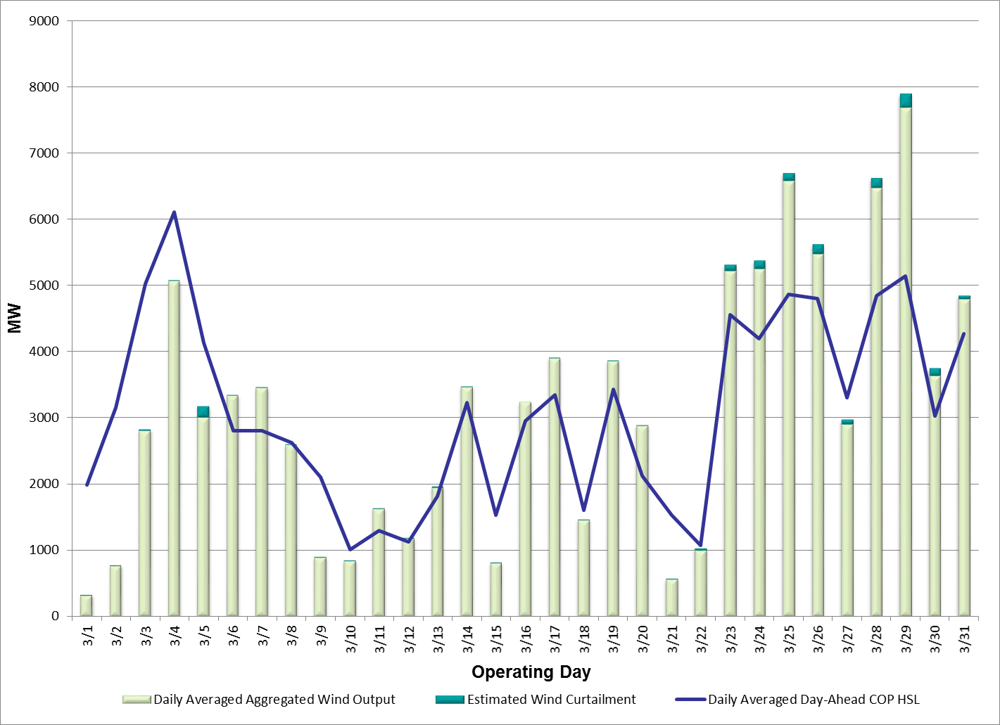 9000
8000
7000
6000
5000
4000
3000
2000
1000
0
MW
3/1 3/2 3/3 3/4 3/5 3/6 3/7 3/8 3/9 3/10 3/11 3/12 3/13 3/14 3/15 3/16 3/17 3/18 3/19 3/20 3/21 3/22 3/23 3/24 3/25 3/26 3/27 3/28 3/29 3/30 3/31
Operating Day
Daily Averaged Aggregated Wind Output Estimated Wind Curtailment Daily Averaged Day-Ahead COP HSL